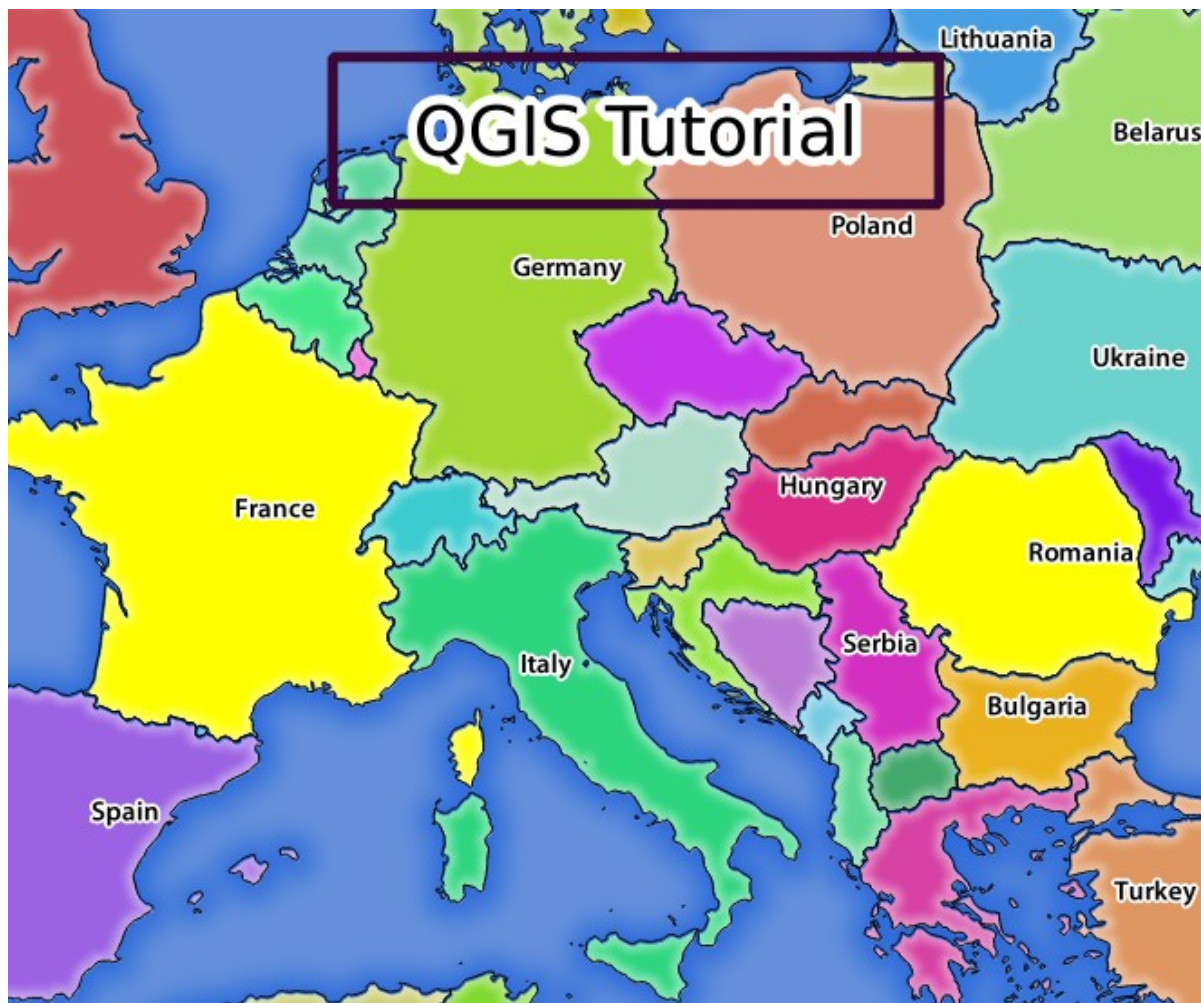 Lithuania
QGIS Tutorial
Belarus
Poland
Germany
Ukraine
Hungary
France
Romania
Serbia
Italy
Bulgaria
Spain
Turkey